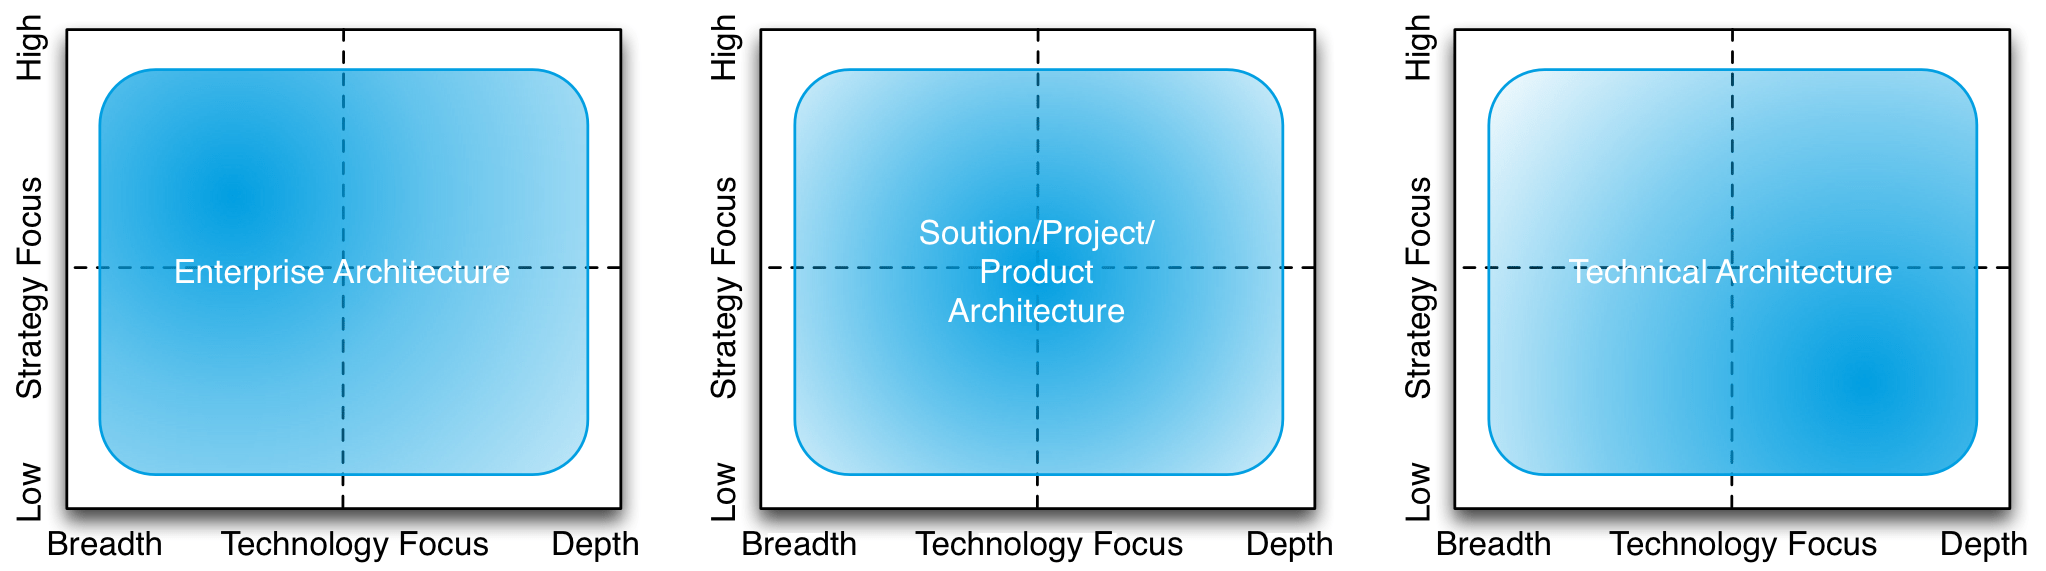 High
Strategy Focus
Low
Enterprise Architecture
Breadth Technology Focus Depth
High
Strategy Focus
Low
Soution/Project/
Product
Architecture
Breadth Technology Focus Depth
High
Strategy Focus
Low
Technical Architecture
Breadth Technology Focus Depth